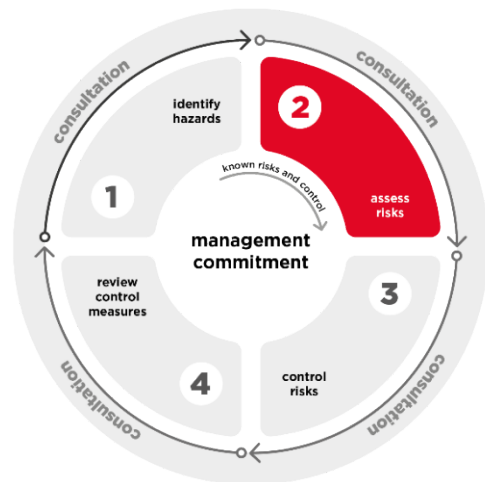 consultation
consultation
identify
hazards
2
known risks and control
1
assess
risks
management
commitment
review
control
measures
3
4
control
risks
consultation
consultation